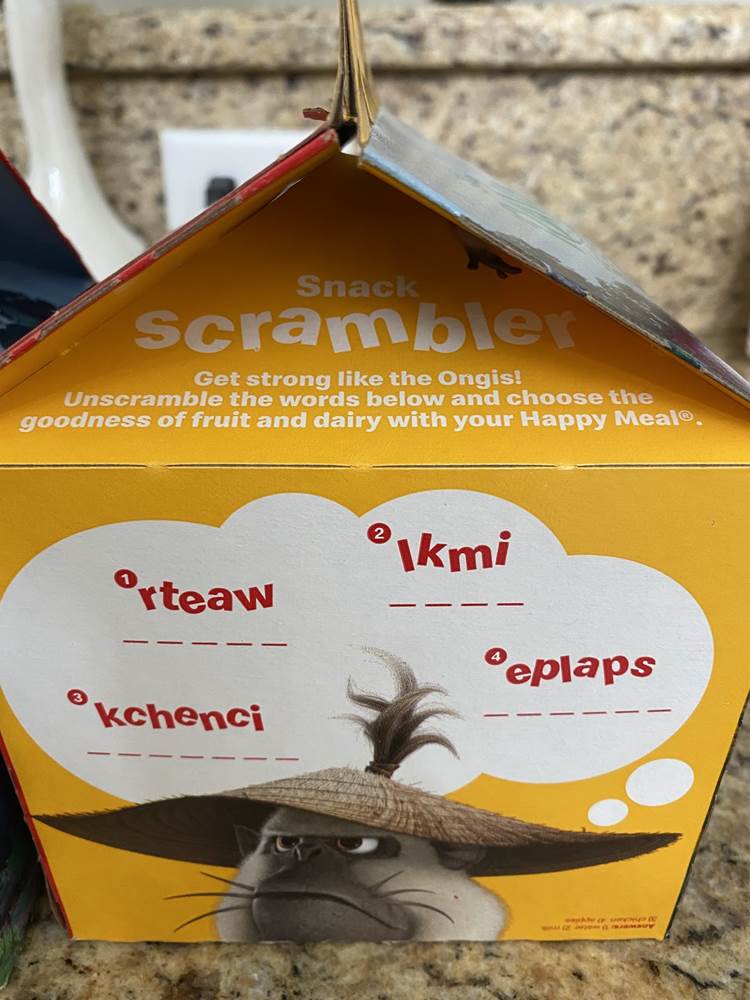 Snack
scrambler
Get strong like the Ongis!
Unscramble the words below and choose the
goodness of fruit and dairy with your Happy Meal®.
1 rteaw
2 lkmi
3 kchenci
4 eplaps
Answers: 1) water 2) milk
3) chicken 4) apples